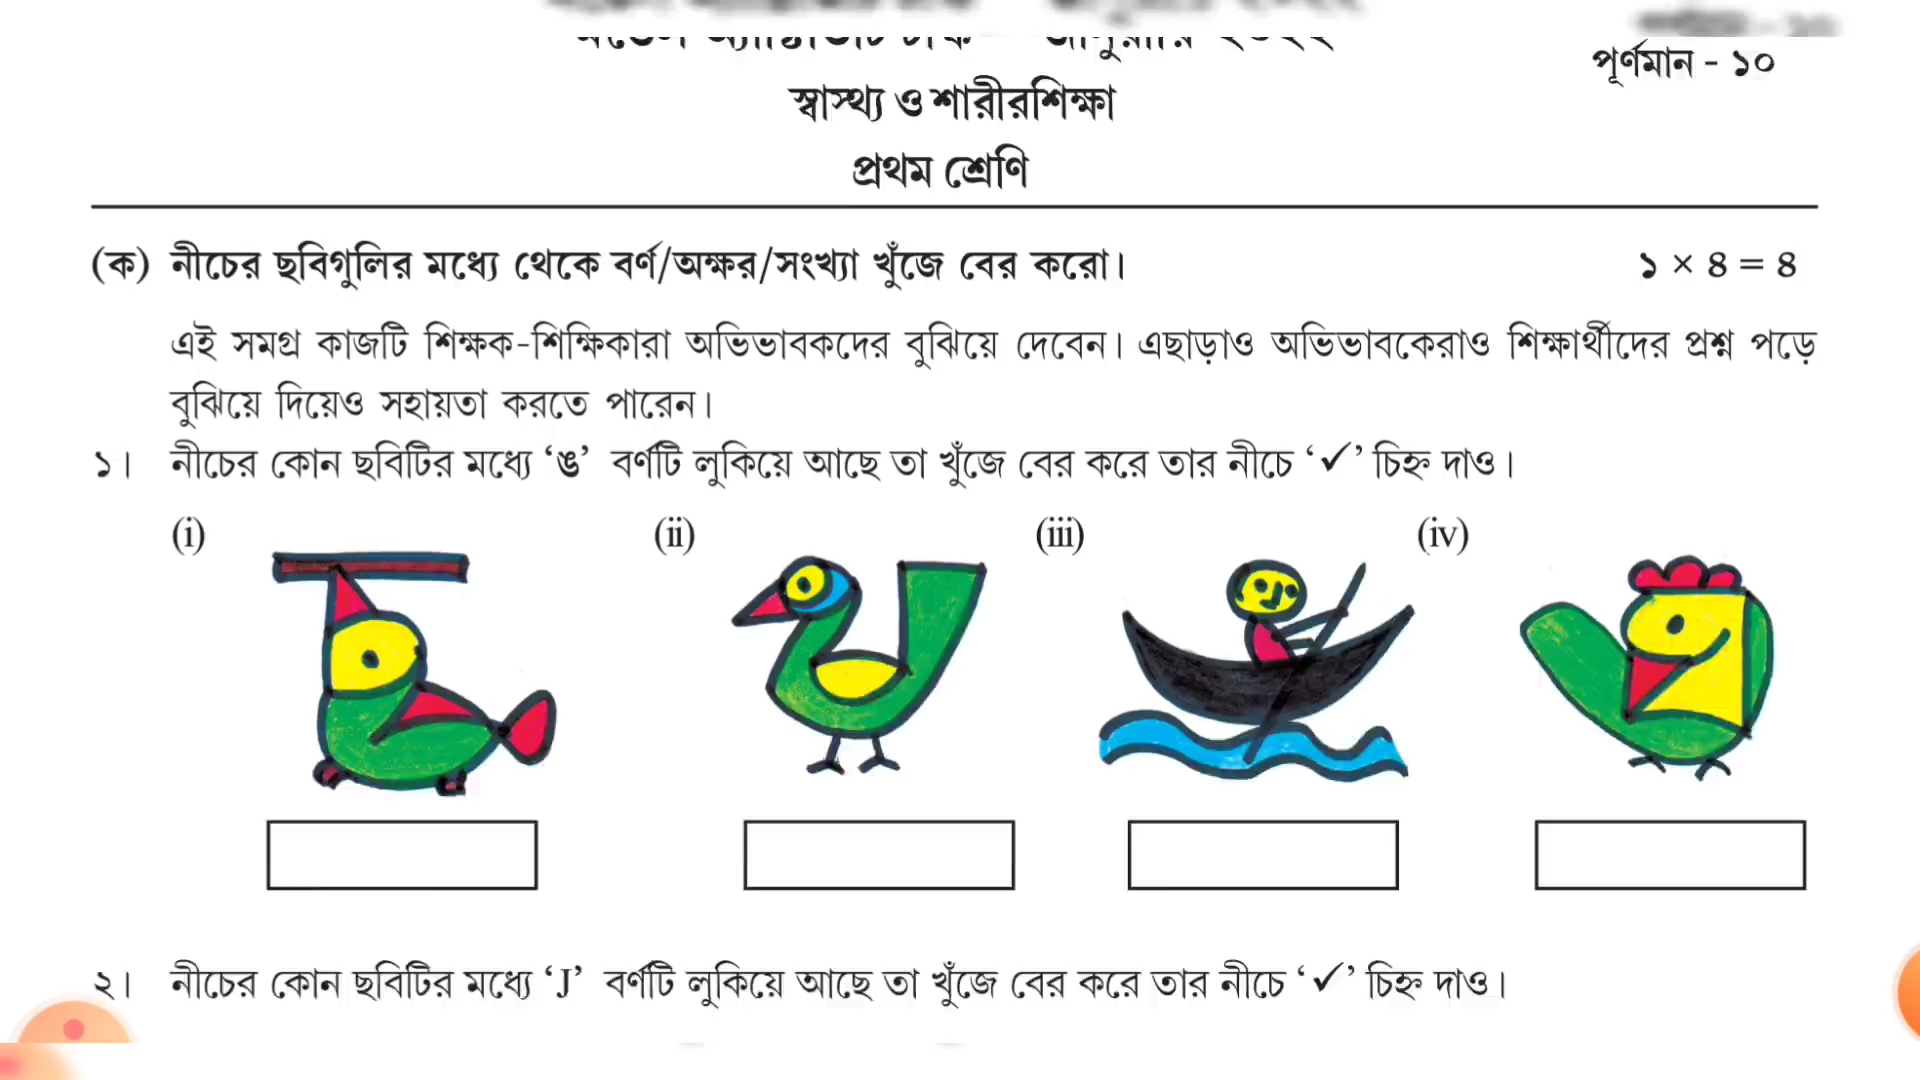 পূর্ণমান - ১০
স্বাস্থ্য ও শারীরশিক্ষা
প্রথম শ্রেণি
(ক) নীচের ছবিগুলির মধ্যে থেকে বর্ণ/অক্ষর/সংখ্যা খুঁজে বের করো। ১ × ৪ = ৪
এই সমগ্র কাজটি শিক্ষক-শিক্ষিকারা অভিভাবকদের বুঝিয়ে দেবেন। এছাড়াও অভিভাবকেরাও শিক্ষার্থীদের প্রশ্ন পড়ে
বুঝিয়ে দিয়েও সহায়তা করতে পারেন।
১। নীচের কোন ছবিটির মধ্যে ‘ঙ’ বর্ণটি লুকিয়ে আছে তা খুঁজে বের করে তার নীচে ‘✓’ চিহ্ন দাও।
(i) (ii) (iii) (iv)
২। নীচের কোন ছবিটির মধ্যে ‘J’ বর্ণটি লুকিয়ে আছে তা খুঁজে বের করে তার নীচে ‘✓’ চিহ্ন দাও।